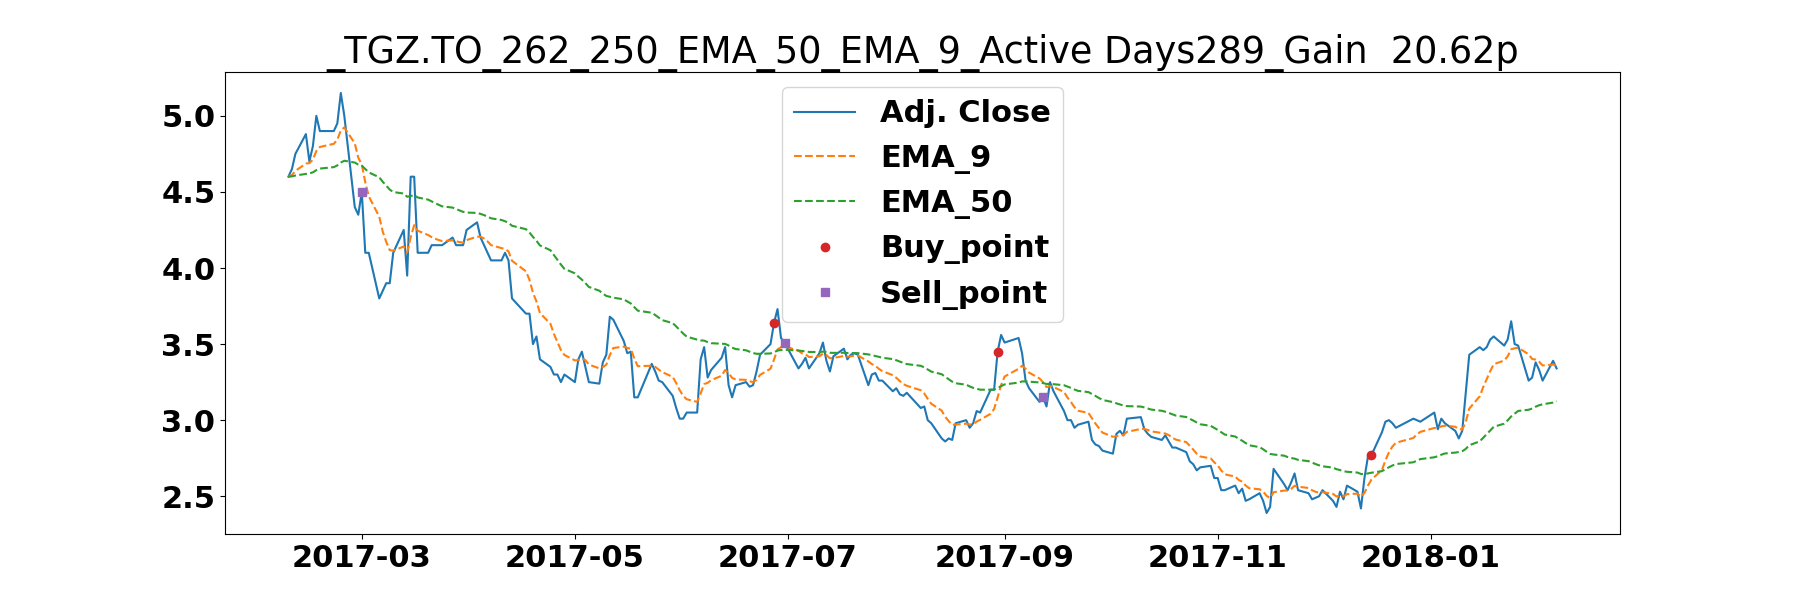 _TGZ.TO_262_250_EMA_50_EMA_9_Active Days289_Gain  20.62p
Adj. Close
EMA_9
EMA_50
Buy_point
Sell_point
5.0
4.5
4.0
3.5
3.0
2.5
2017-03 2017-05 2017-07 2017-09 2017-11 2018-01